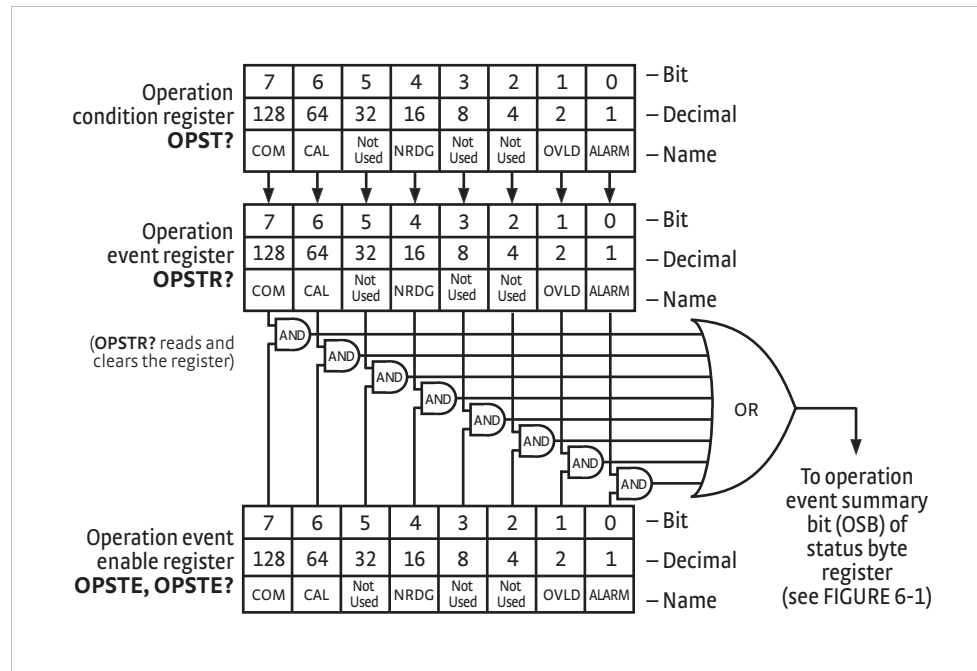 Operation
condition register
OPST?
7 6 5 4 3 2 1 0 – Bit
128 64 32 16 8 4 2 1 – Decimal
COM CAL Not Used NRDG Not Used Not Used OVLD ALARM – Name
Operation
event register
OPSTR?
7 6 5 4 3 2 1 0 – Bit
128 64 32 16 8 4 2 1 – Decimal
COM CAL Not Used NRDG Not Used Not Used OVLD ALARM – Name
(OPSTR? reads and
clears the register)
AND
AND
AND
AND
AND
AND
AND
AND
OR
To operation
event summary
bit (OSB) of
status byte
register
(see FIGURE 6-1)
Operation event
enable register
OPSTE, OPSTE?
7 6 5 4 3 2 1 0 – Bit
128 64 32 16 8 4 2 1 – Decimal
COM CAL Not Used NRDG Not Used Not Used OVLD ALARM – Name